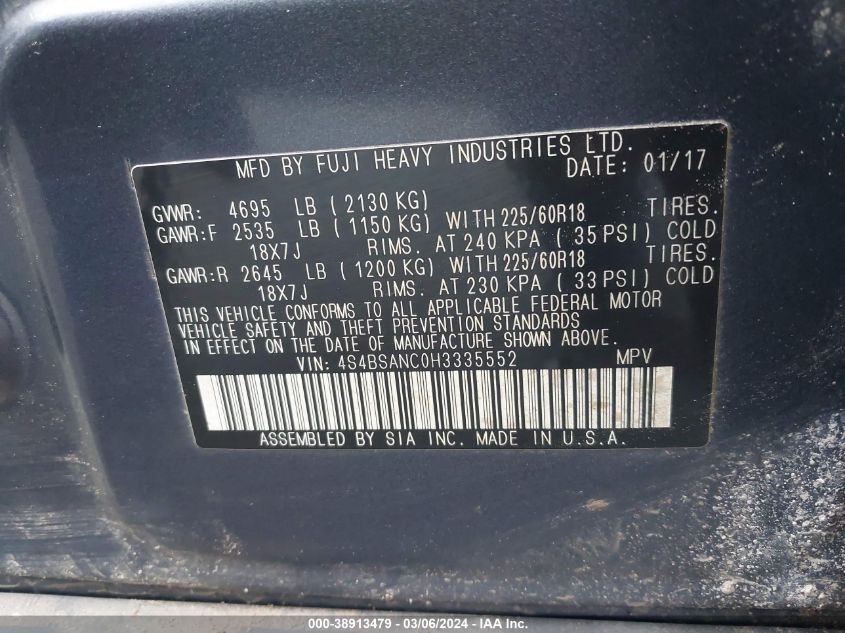 MFD BY FUJI HEAVY INDUSTRIES LTD.
DATE: 01/17
GVWR: 4695 LB ( 2130 KG)
GAWR:F 2535 LB ( 1150 KG) WITH 225/60R18 TIRES.
18X7J RIMS. AT 240 KPA ( 35 PSI) COLD
GAWR:R 2645 LB ( 1200 KG) WITH 225/60R18 TIRES.
18X7J RIMS. AT 230 KPA ( 33 PSI) COLD
THIS VEHICLE CONFORMS TO ALL APPLICABLE FEDERAL MOTOR
VEHICLE SAFETY AND THEFT PREVENTION STANDARDS
IN EFFECT ON THE DATE OF MANUFACTURE SHOWN ABOVE.
VIN: 4S4BSANC0H3335552 MPV
ASSEMBLED BY SIA INC. MADE IN U.S.A.
000-38913479 - 03/06/2024 - IAA Inc.